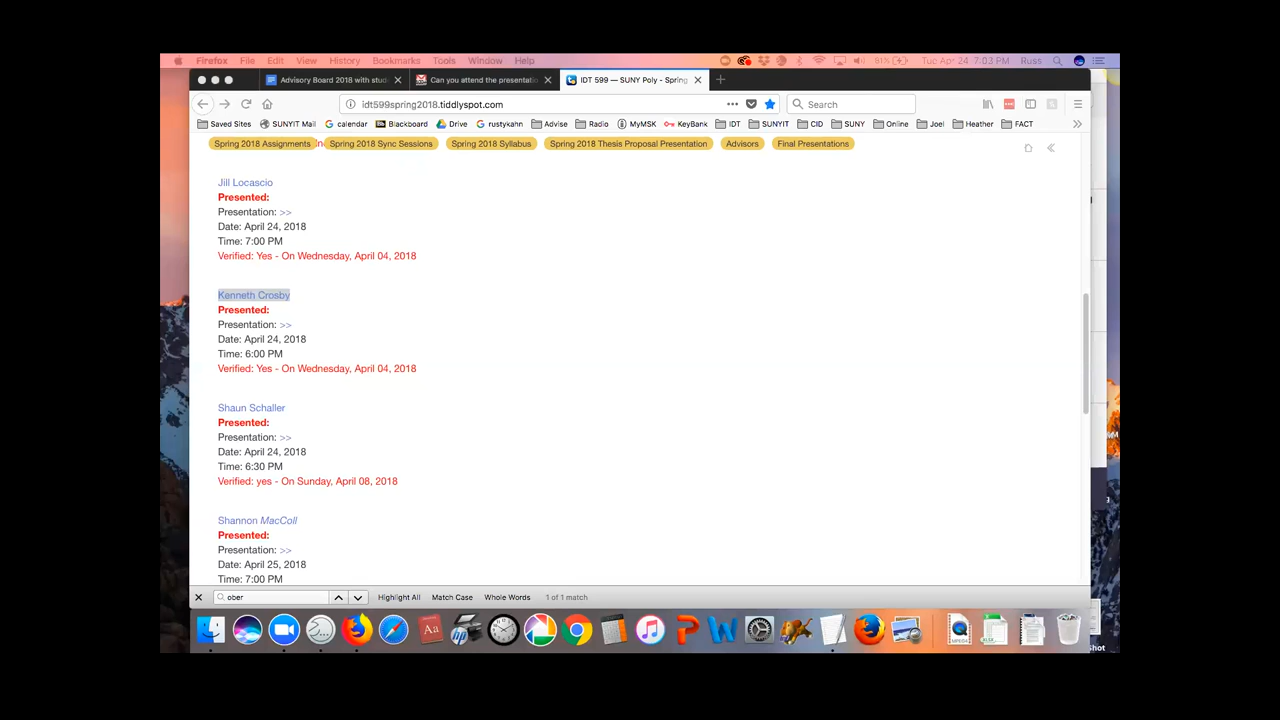 Firefox File Edit View History Bookmarks Tools Window Help 91% Tue Apr 24 7:03 PM Russ
Advisory Board 2018 with stud Can you attend the presentatio IDT 599 — SUNY Poly - Spring
idt599spring2018.tiddlyspot.com Search
Saved Sites SUNYIT Mail calendar Blackboard Drive rustykahn Advise Radio MyMSK KeyBank IDT SUNYIT CID SUNY Online Joel Heather FACT
Spring 2018 Assignments Spring 2018 Sync Sessions Spring 2018 Syllabus Spring 2018 Thesis Proposal Presentation Advisors Final Presentations
Jill Locascio
Presented:
Presentation: >>
Date: April 24, 2018
Time: 7:00 PM
Verified: Yes - On Wednesday, April 04, 2018
Kenneth Crosby
Presented:
Presentation: >>
Date: April 24, 2018
Time: 6:00 PM
Verified: Yes - On Wednesday, April 04, 2018
Shaun Schaller
Presented:
Presentation: >>
Date: April 24, 2018
Time: 6:30 PM
Verified: yes - On Sunday, April 08, 2018
Shannon MacColl
Presented:
Presentation: >>
Date: April 25, 2018
Time: 7:00 PM
ober Highlight All Match Case Whole Words 1 of 1 match